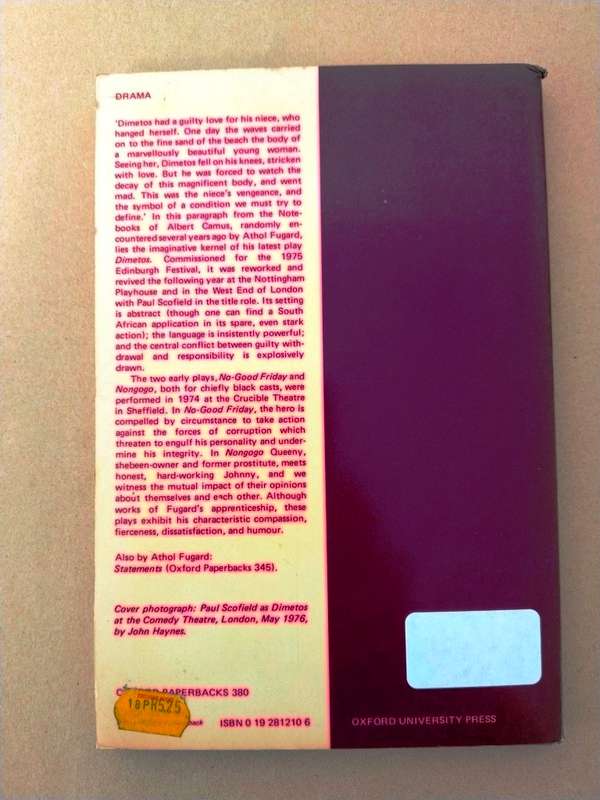 DRAMA
'Dimetos had a guilty love for his niece, who
hanged herself. One day the waves carried
on to the fine sand of the beach the body of
a marvellously beautiful young woman.
Seeing her, Dimetos fell on his knees, stricken
with love. But he was forced to watch the
decay of this magnificent body, and went
mad. This was the niece's vengeance, and
the symbol of a condition we must try to
define.' In this paragraph from the Note-
books of Albert Camus, randomly en-
countered several years ago by Athol Fugard,
lies the imaginative kernel of his latest play
Dimetos. Commissioned for the 1975
Edinburgh Festival, it was reworked and
revived the following year at the Nottingham
Playhouse and in the West End of London
with Paul Scofield in the title role. Its setting
is abstract (though one can find a South
African application in its spare, even stark
action); the language is insistently powerful;
and the central conflict between guilty with-
drawal and responsibility is explosively
drawn.
The two early plays, No-Good Friday and
Nongogo, both for chiefly black casts, were
performed in 1974 at the Crucible Theatre
in Sheffield. In No-Good Friday, the hero is
compelled by circumstance to take action
against the forces of corruption which
threaten to engulf his personality and under-
mine his integrity. In Nongogo Queeny,
shebeen-owner and former prostitute, meets
honest, hard-working Johnny, and we
witness the mutual impact of their opinions
about themselves and each other. Although
works of Fugard's apprenticeship, these
plays exhibit his characteristic compassion,
fierceness, dissatisfaction, and humour.
Also by Athol Fugard:
Statements (Oxford Paperbacks 345).
Cover photograph: Paul Scofield as Dimetos
at the Comedy Theatre, London, May 1976,
by John Haynes.
PAPERBACKS 380
ISBN 0 19 281210 6
OXFORD UNIVERSITY PRESS